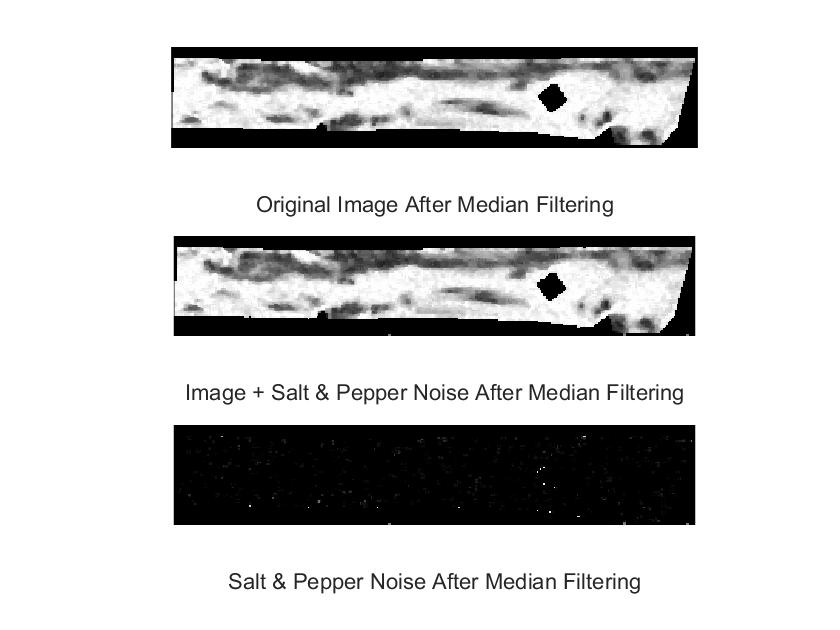 Original Image After Median Filtering
Image + Salt & Pepper Noise After Median Filtering
Salt & Pepper Noise After Median Filtering